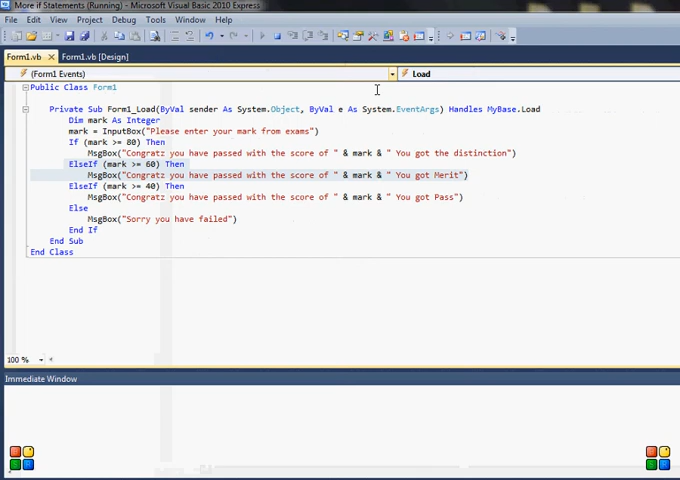 More if Statements (Running) - Microsoft Visual Basic 2010 Express
File Edit View Project Debug Tools Window Help
Form1.vb Form1.vb [Design]
(Form1 Events) Load
Public Class Form1
Private Sub Form1_Load(ByVal sender As System.Object, ByVal e As System.EventArgs) Handles MyBase.Load
Dim mark As Integer
mark = InputBox("Please enter your mark from exams")
If (mark >= 80) Then
MsgBox("Congratz you have passed with the score of " & mark & " You got the distinction")
ElseIf (mark >= 60) Then
MsgBox("Congratz you have passed with the score of " & mark & " You got Merit")
ElseIf (mark >= 40) Then
MsgBox("Congratz you have passed with the score of " & mark & " You got Pass")
Else
MsgBox("Sorry you have failed")
End If
End Sub
End Class
100 %
Immediate Window